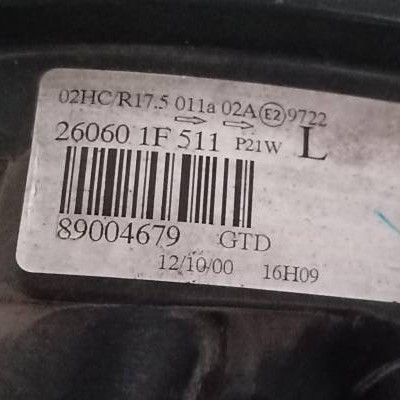 02HC/R17.5 011a 02A E2 9722
26060 1F 511 P21W L
89004679 GTD
12/10/00 16H09